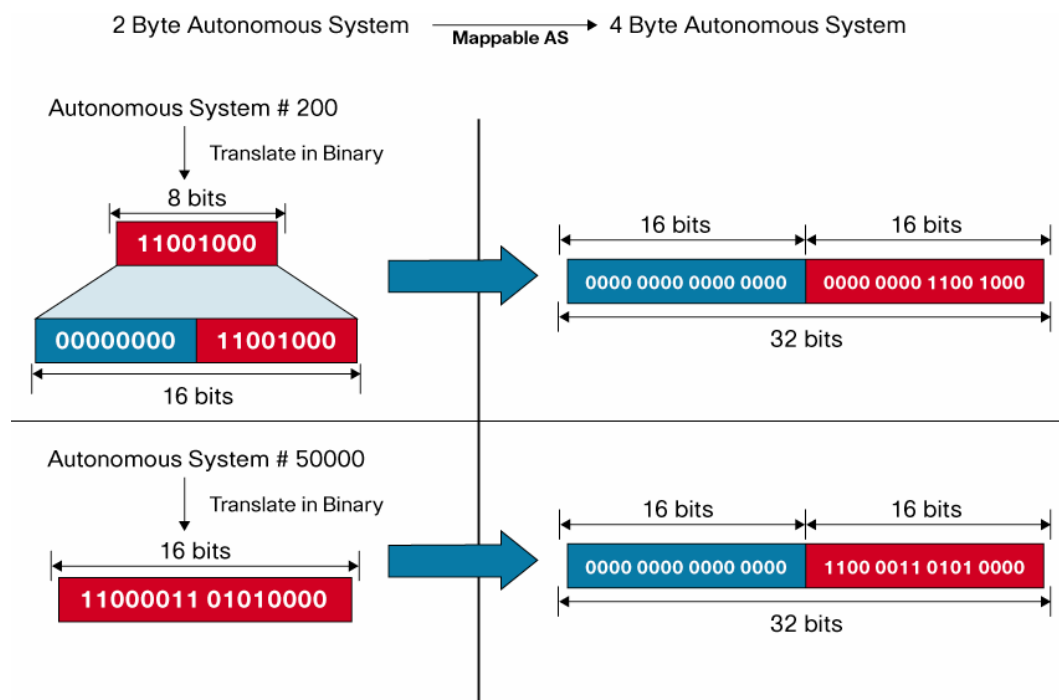 2 Byte Autonomous System
Mappable AS
4 Byte Autonomous System
Autonomous System # 200
Translate in Binary
8 bits
11001000
00000000 11001000
16 bits
16 bits 16 bits
0000 0000 0000 0000 0000 0000 1100 1000
32 bits
Autonomous System # 50000
Translate in Binary
16 bits
11000011 01010000
16 bits 16 bits
0000 0000 0000 0000 1100 0011 0101 0000
32 bits